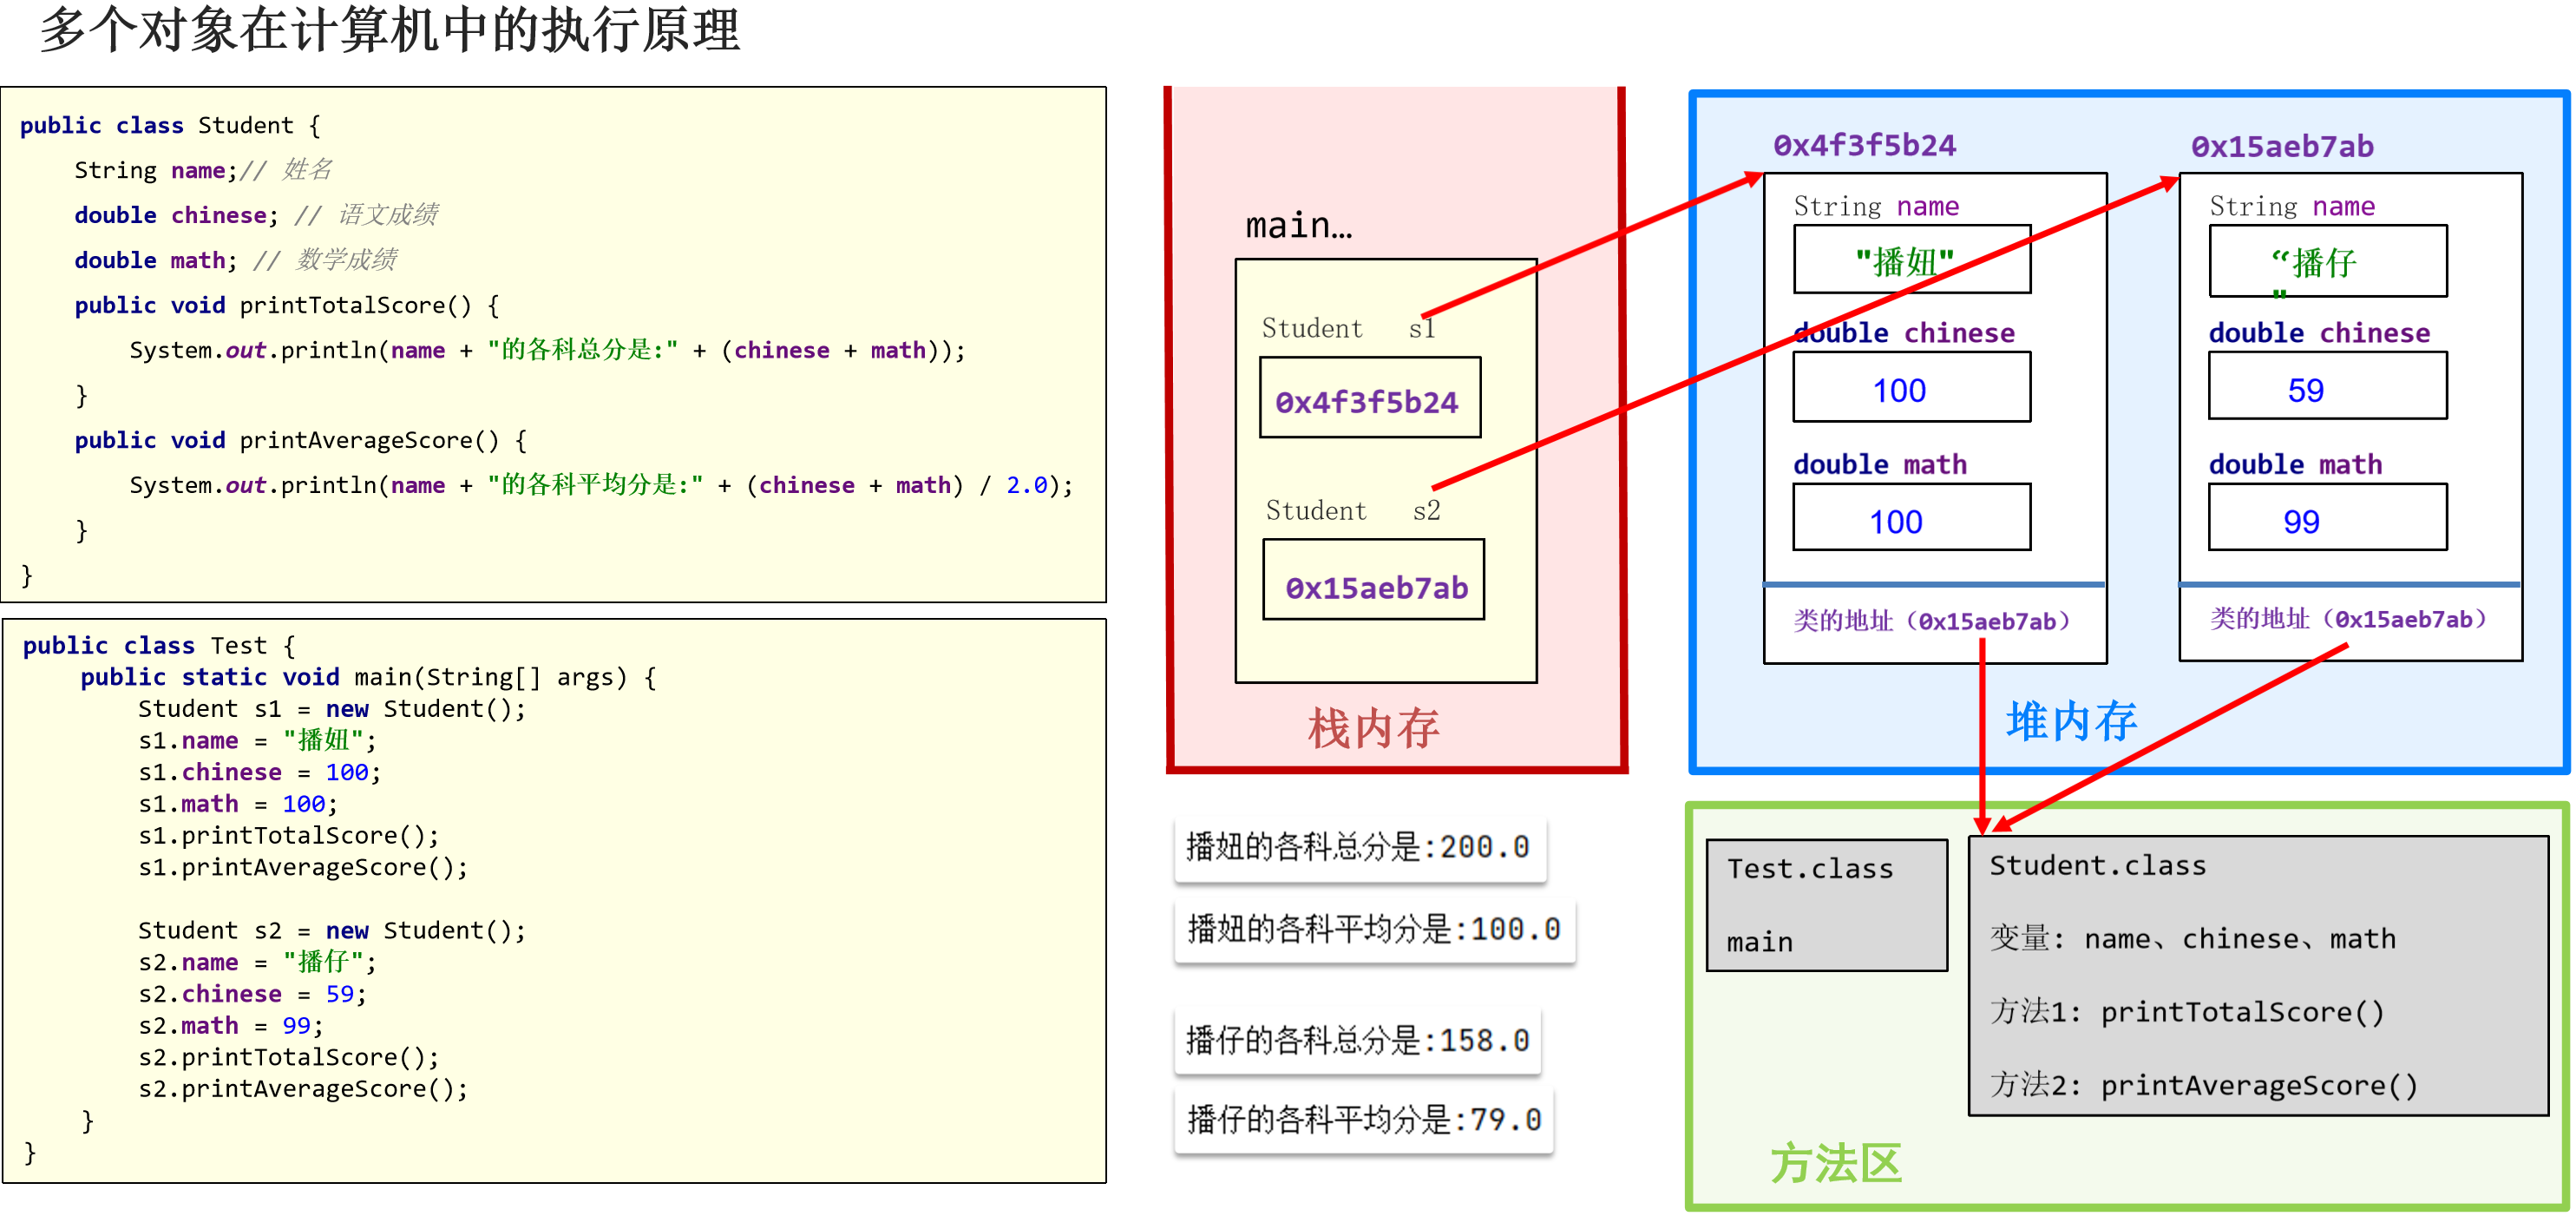 多个对象在计算机中的执行原理
public class Student {
String name;// 姓名
double chinese; // 语文成绩
double math; // 数学成绩
public void printTotalScore() {
System.out.println(name + "的各科总分是:" + (chinese + math));
}
public void printAverageScore() {
System.out.println(name + "的各科平均分是:" + (chinese + math) / 2.0);
}
}
public class Test {
public static void main(String[] args) {
Student s1 = new Student();
s1.name = "播妞";
s1.chinese = 100;
s1.math = 100;
s1.printTotalScore();
s1.printAverageScore();
Student s2 = new Student();
s2.name = "播仔";
s2.chinese = 59;
s2.math = 99;
s2.printTotalScore();
s2.printAverageScore();
}
}
main…
Student s1
0x4f3f5b24
Student s2
0x15aeb7ab
栈内存
播妞的各科总分是:200.0
播妞的各科平均分是:100.0
播仔的各科总分是:158.0
播仔的各科平均分是:79.0
0x4f3f5b24
String name
"播妞"
double chinese
100
double math
100
类的地址（0x15aeb7ab）
0x15aeb7ab
String name
“播仔
"
double chinese
59
double math
99
类的地址（0x15aeb7ab）
堆内存
Test.class
main
Student.class
变量: name、chinese、math
方法1: printTotalScore()
方法2: printAverageScore()
方法区